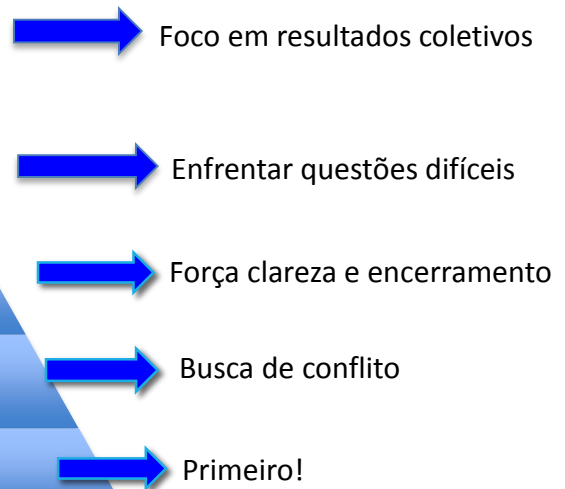 Foco em resultados coletivos
Enfrentar questões difíceis
Força clareza e encerramento
Busca de conflito
Primeiro!